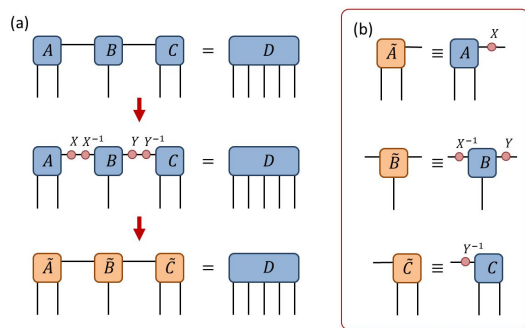 (a)
A B C = D
X X⁻¹ Y Y⁻¹
A B C = D
Ã B̃ C̃ = D
(b)
Ã ≡ A X
B̃ ≡ X⁻¹ B Y
C̃ ≡ Y⁻¹ C